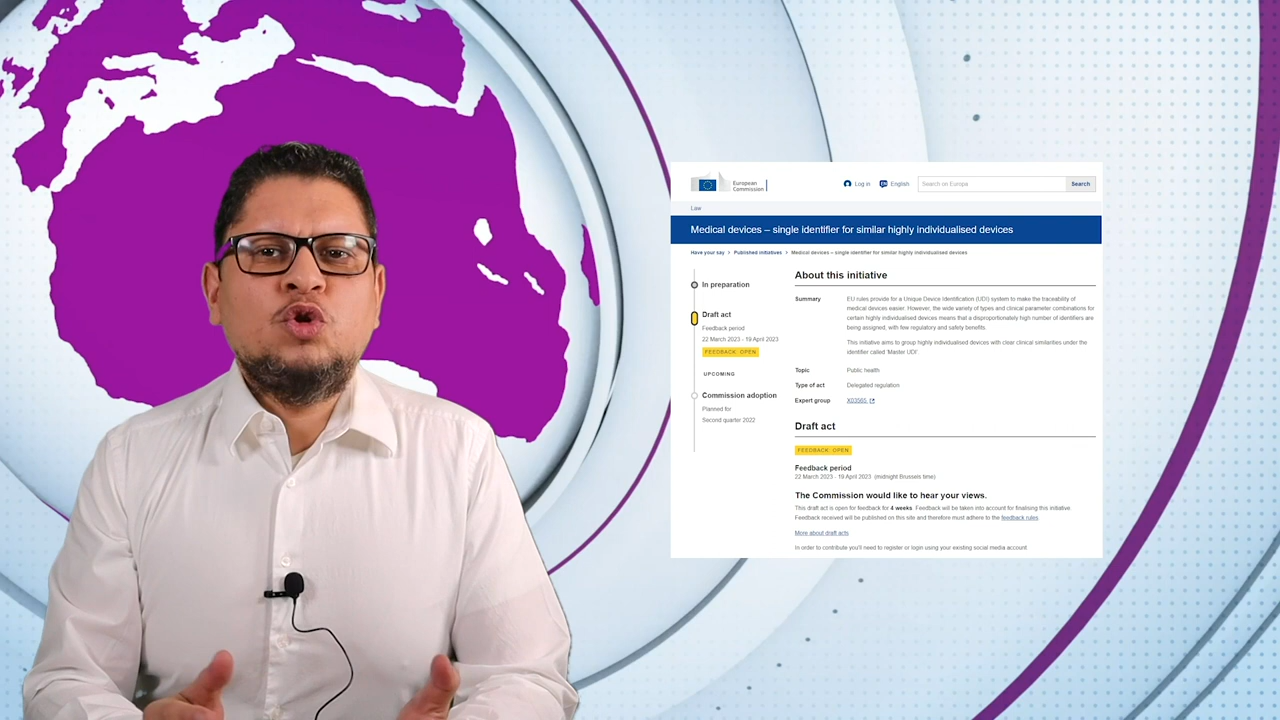 European
Commission
Log in
EN English
Search on Europa
Search
Law
Medical devices – single identifier for similar highly individualised devices
Have your say > Published initiatives > Medical devices – single identifier for similar highly individualised devices
In preparation
Draft act
Feedback period
22 March 2023 - 19 April 2023
FEEDBACK: OPEN
UPCOMING
Commission adoption
Planned for
Second quarter 2022
About this initiative
Summary
EU rules provide for a Unique Device Identification (UDI) system to make the traceability of
medical devices easier. However, the wide variety of types and clinical parameter combinations for
certain highly individualised devices means that a disproportionately high number of identifiers are
being assigned, with few regulatory and safety benefits.
This initiative aims to group highly individualised devices with clear clinical similarities under the
identifier called 'Master UDI'.
Topic Public health
Type of act Delegated regulation
Expert group X03565
Draft act
FEEDBACK: OPEN
Feedback period
22 March 2023 - 19 April 2023 (midnight Brussels time)
The Commission would like to hear your views.
This draft act is open for feedback for 4 weeks. Feedback will be taken into account for finalising this initiative.
Feedback received will be published on this site and therefore must adhere to the feedback rules.
More about draft acts
In order to contribute you'll need to register or login using your existing social media account